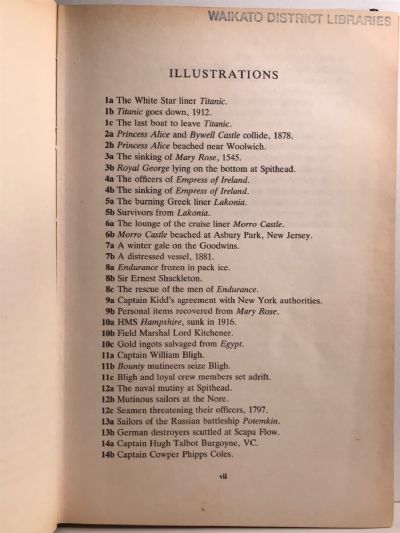 WAIKATO DISTRICT LIBRARIES
ILLUSTRATIONS
1a The White Star liner Titanic.
1b Titanic goes down, 1912.
1c The last boat to leave Titanic.
2a Princess Alice and Bywell Castle collide, 1878.
2b Princess Alice beached near Woolwich.
3a The sinking of Mary Rose, 1545.
3b Royal George lying on the bottom at Spithead.
4a The officers of Empress of Ireland.
4b The sinking of Empress of Ireland.
5a The burning Greek liner Lakonia.
5b Survivors from Lakonia.
6a The lounge of the cruise liner Morro Castle.
6b Morro Castle beached at Asbury Park, New Jersey.
7a A winter gale on the Goodwins.
7b A distressed vessel, 1881.
8a Endurance frozen in pack ice.
8b Sir Ernest Shackleton.
8c The rescue of the men of Endurance.
9a Captain Kidd's agreement with New York authorities.
9b Personal items recovered from Mary Rose.
10a HMS Hampshire, sunk in 1916.
10b Field Marshal Lord Kitchener.
10c Gold ingots salvaged from Egypt.
11a Captain William Bligh.
11b Bounty mutineers seize Bligh.
11c Bligh and loyal crew members set adrift.
12a The naval mutiny at Spithead.
12b Mutinous sailors at the Nore.
12c Seamen threatening their officers, 1797.
13a Sailors of the Russian battleship Potemkin.
13b German destroyers scuttled at Scapa Flow.
14a Captain Hugh Talbot Burgoyne, VC.
14b Captain Cowper Phipps Coles.
vii